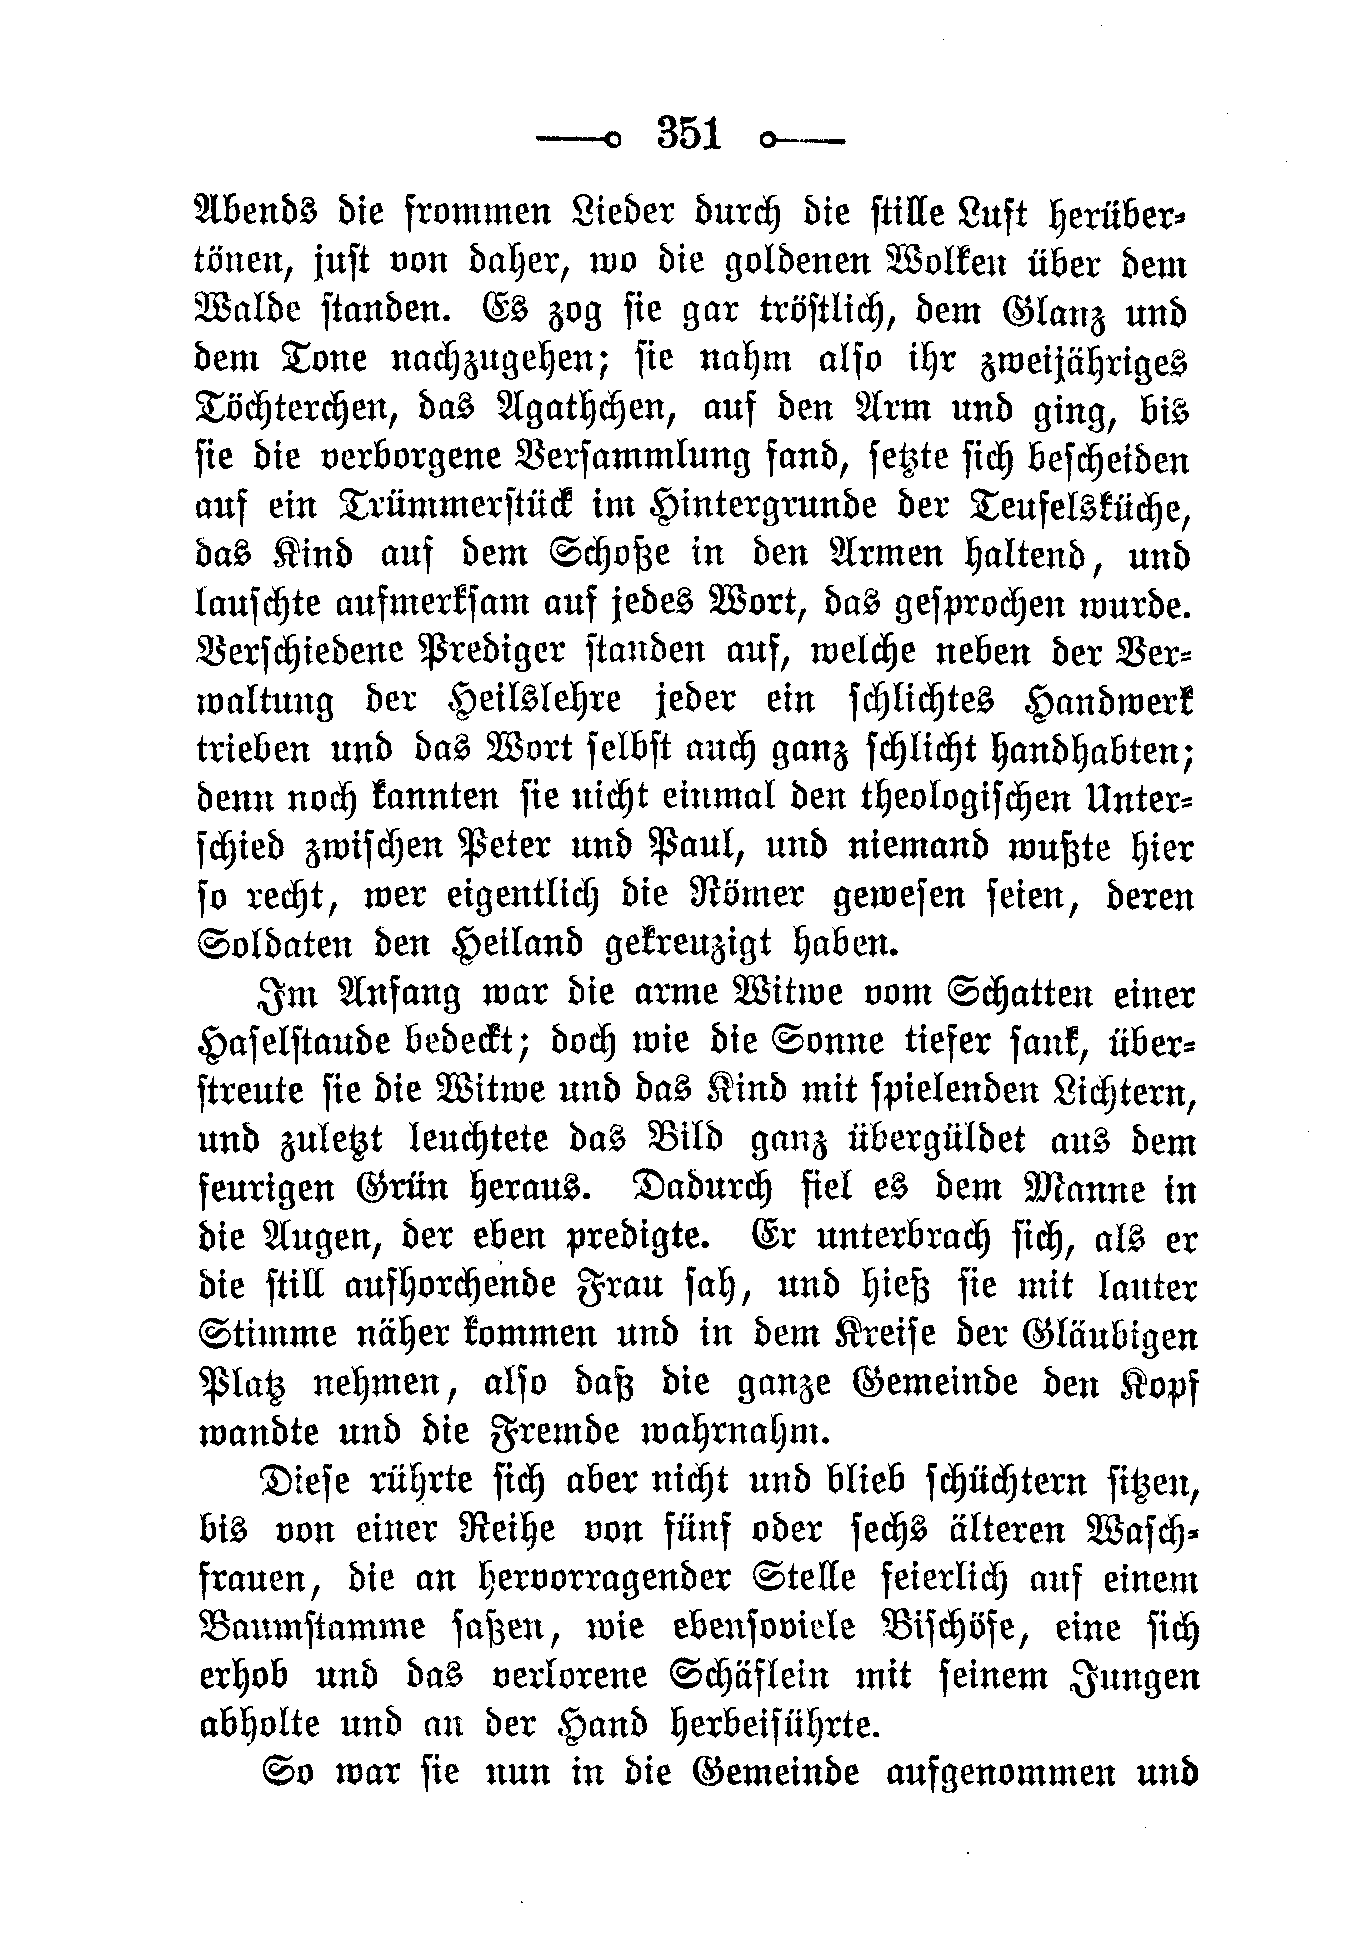 351
Abends die frommen Lieder durch die stille Luft herüber-
tönen, just von daher, wo die goldenen Wolken über dem
Walde standen. Es zog sie gar tröstlich, dem Glanz und
dem Tone nachzugehen; sie nahm also ihr zweijähriges
Töchterchen, das Agathchen, auf den Arm und ging, bis
sie die verborgene Versammlung fand, setzte sich bescheiden
auf ein Trümmerstück im Hintergrunde der Teufelsküche,
das Kind auf dem Schoße in den Armen haltend, und
lauschte aufmerksam auf jedes Wort, das gesprochen wurde.
Verschiedene Prediger standen auf, welche neben der Ver-
waltung der Heilslehre jeder ein schlichtes Handwerk
trieben und das Wort selbst auch ganz schlicht handhabten;
denn noch kannten sie nicht einmal den theologischen Unter-
schied zwischen Peter und Paul, und niemand wußte hier
so recht, wer eigentlich die Römer gewesen seien, deren
Soldaten den Heiland gekreuzigt haben.
Im Anfang war die arme Witwe vom Schatten einer
Haselstaude bedeckt; doch wie die Sonne tiefer sank, über-
streute sie die Witwe und das Kind mit spielenden Lichtern,
und zuletzt leuchtete das Bild ganz übergüldet aus dem
feurigen Grün heraus. Dadurch fiel es dem Manne in
die Augen, der eben predigte. Er unterbrach sich, als er
die still aufhorchende Frau sah, und hieß sie mit lauter
Stimme näher kommen und in dem Kreise der Gläubigen
Platz nehmen, also daß die ganze Gemeinde den Kopf
wandte und die Fremde wahrnahm.
Diese rührte sich aber nicht und blieb schüchtern sitzen,
bis von einer Reihe von fünf oder sechs älteren Wasch-
frauen, die an hervorragender Stelle feierlich auf einem
Baumstamme saßen, wie ebensoviele Bischöfe, eine sich
erhob und das verlorene Schäflein mit seinem Jungen
abholte und an der Hand herbeiführte.
So war sie nun in die Gemeinde aufgenommen und